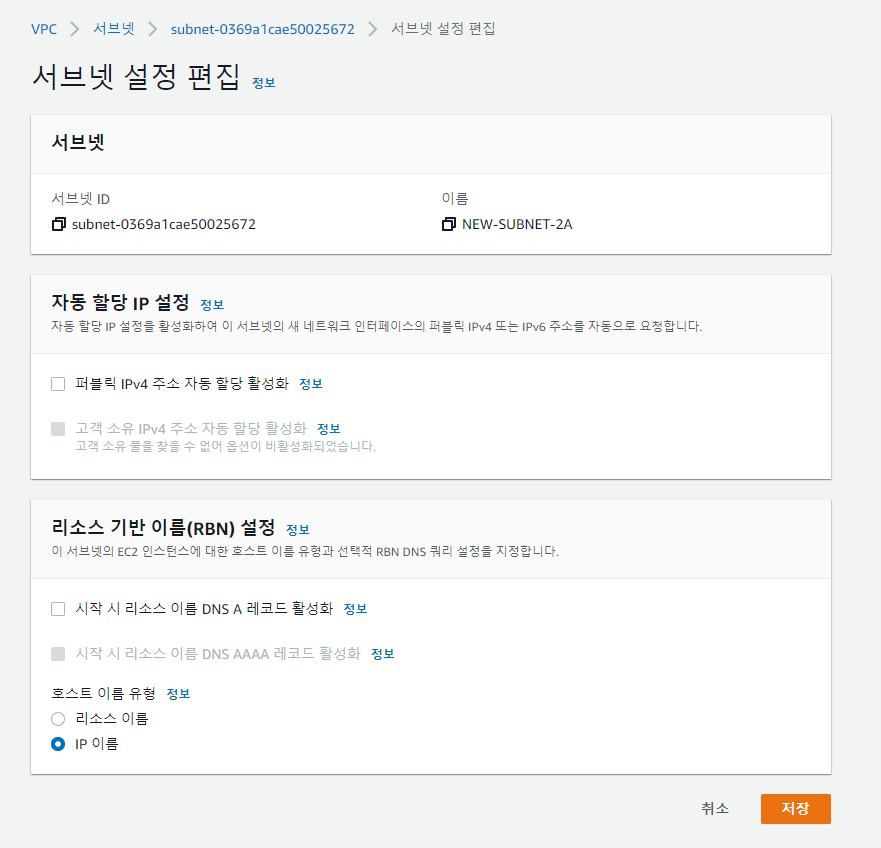 VPC > 서브넷 > subnet-0369a1cae50025672 > 서브넷 설정 편집
서브넷 설정 편집 정보
서브넷
서브넷 ID 이름
subnet-0369a1cae50025672 NEW-SUBNET-2A
자동 할당 IP 설정 정보
자동 할당 IP 설정을 활성화하여 이 서브넷의 새 네트워크 인터페이스의 퍼블릭 IPv4 또는 IPv6 주소를 자동으로 요청합니다.
퍼블릭 IPv4 주소 자동 할당 활성화 정보
고객 소유 IPv4 주소 자동 할당 활성화 정보
고객 소유 풀을 찾을 수 없어 옵션이 비활성화되었습니다.
리소스 기반 이름(RBN) 설정 정보
이 서브넷의 EC2 인스턴스에 대한 호스트 이름 유형과 선택적 RBN DNS 쿼리 설정을 지정합니다.
시작 시 리소스 이름 DNS A 레코드 활성화 정보
시작 시 리소스 이름 DNS AAAA 레코드 활성화 정보
호스트 이름 유형 정보
리소스 이름
IP 이름
취소 저장